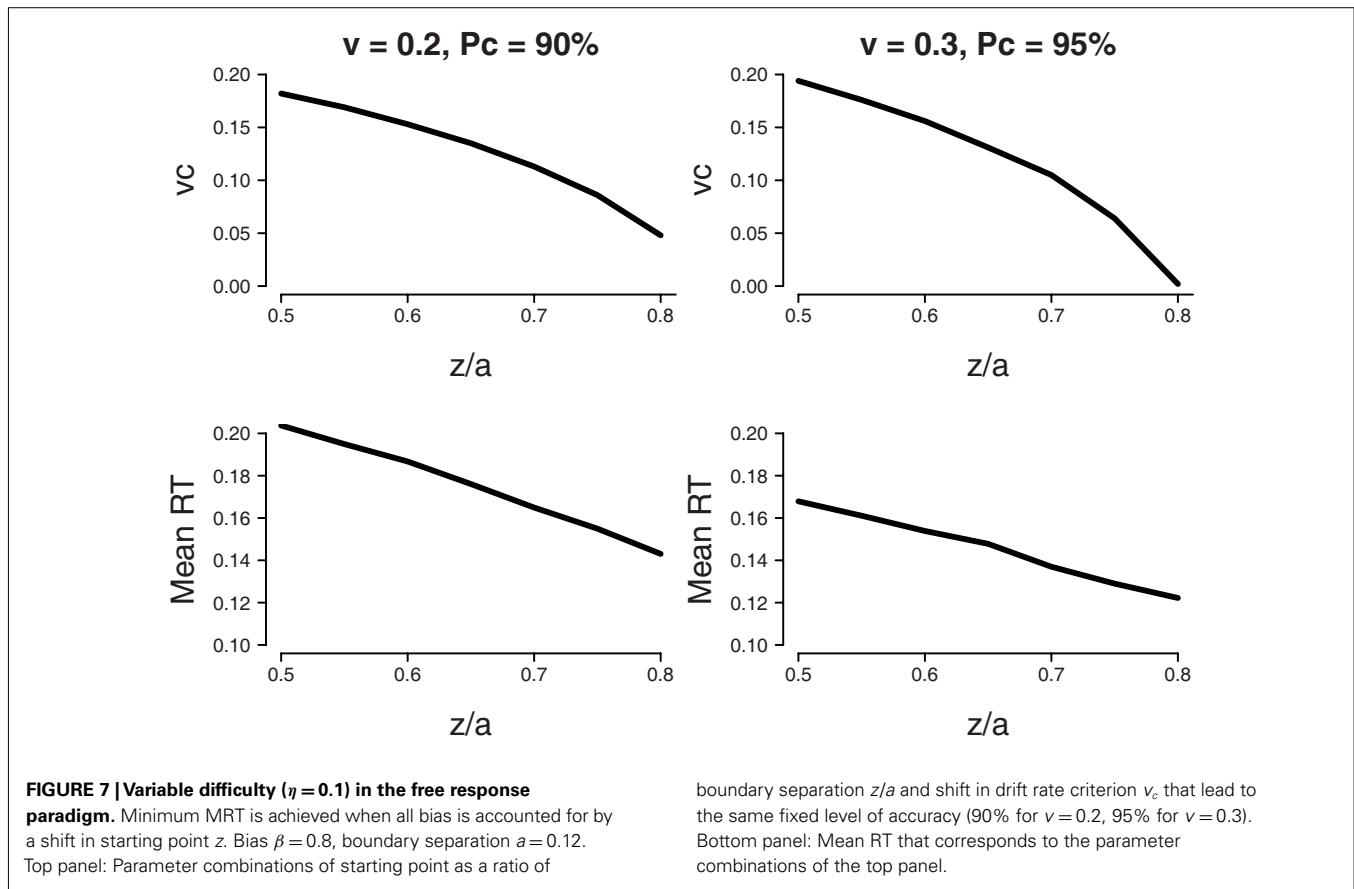 v = 0.2, Pc = 90%
0.20
0.15
0.10
0.05
0.00
vc
0.5
0.6
0.7
0.8
z/a
v = 0.3, Pc = 95%
0.20
0.15
0.10
0.05
0.00
vc
0.5
0.6
0.7
0.8
z/a
0.20
0.18
0.16
0.14
0.12
0.10
Mean RT
0.5
0.6
0.7
0.8
z/a
0.20
0.18
0.16
0.14
0.12
0.10
Mean RT
0.5
0.6
0.7
0.8
z/a
FIGURE 7 | Variable difficulty (η = 0.1) in the free response
paradigm. Minimum MRT is achieved when all bias is accounted for by
a shift in starting point z. Bias β = 0.8, boundary separation a = 0.12.
Top panel: Parameter combinations of starting point as a ratio of
boundary separation z/a and shift in drift rate criterion vc that lead to
the same fixed level of accuracy (90% for v = 0.2, 95% for v = 0.3).
Bottom panel: Mean RT that corresponds to the parameter
combinations of the top panel.